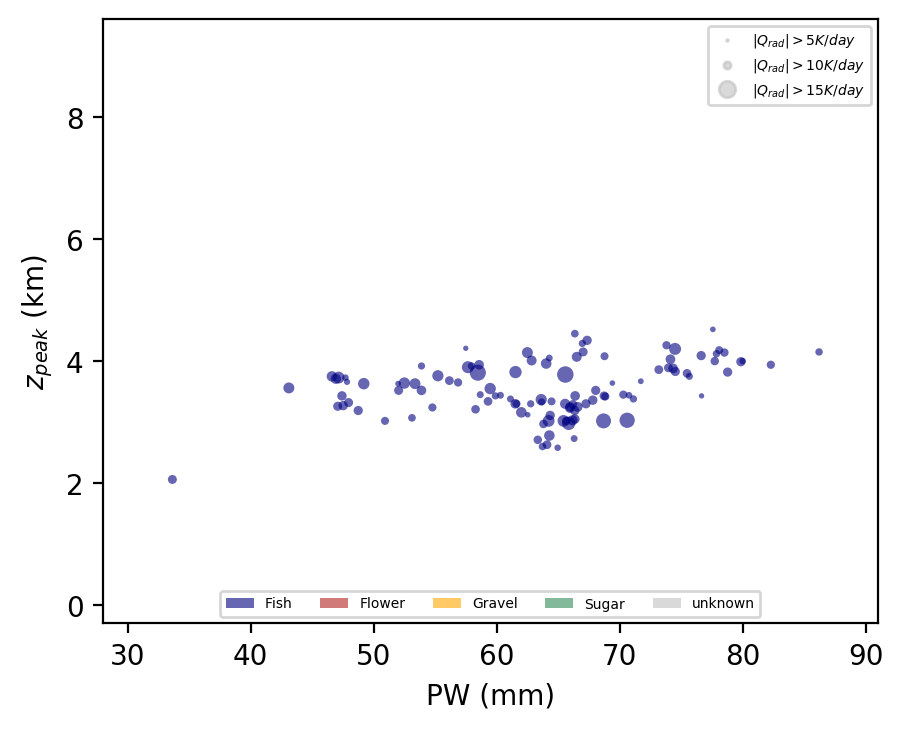 |Q_rad| > 5K/day
|Q_rad| > 10K/day
|Q_rad| > 15K/day
8
6
4
2
0
z_peak (km)
Fish Flower Gravel Sugar unknown
30 40 50 60 70 80 90
PW (mm)